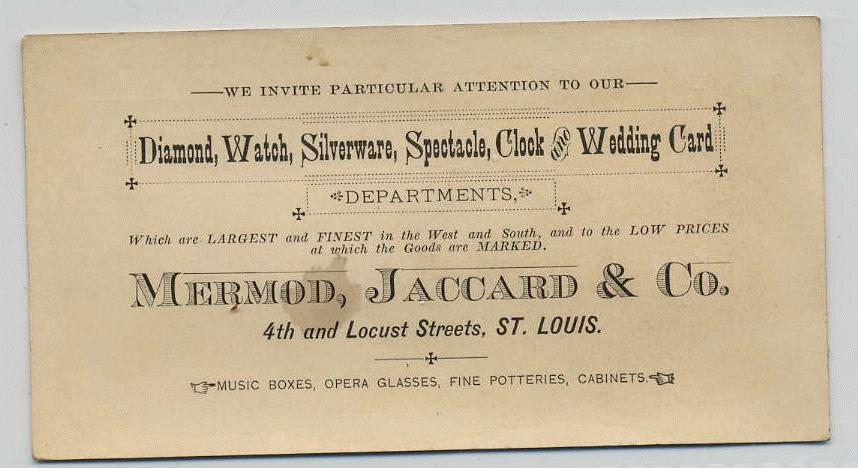 WE INVITE PARTICULAR ATTENTION TO OUR
Diamond, Watch, Silverware, Spectacle, Clock AND Wedding Card
DEPARTMENTS,
Which are LARGEST and FINEST in the West and South, and to the LOW PRICES
at which the Goods are MARKED.
MERMOD, JACCARD & CO.
4th and Locust Streets, ST. LOUIS.
MUSIC BOXES, OPERA GLASSES, FINE POTTERIES, CABINETS.